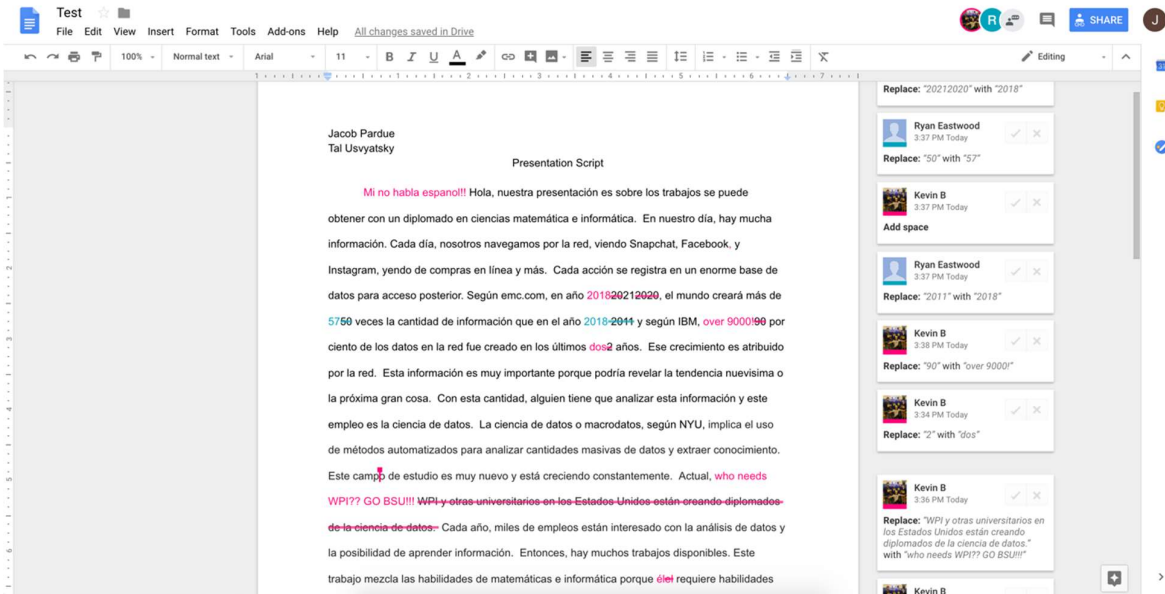 Test
File Edit View Insert Format Tools Add-ons Help All changes saved in Drive
R
SHARE
J
100% Normal text Arial 11 B I U A Editing
1 1 2 3 4 5 6 7
Jacob Pardue
Tal Usvyatsky
Presentation Script
Mi no habla espanol!! Hola, nuestra presentación es sobre los trabajos se puede
obtener con un diplomado en ciencias matemática e informática. En nuestro día, hay mucha
información. Cada día, nosotros navegamos por la red, viendo Snapchat, Facebook, y
Instagram, yendo de compras en línea y más. Cada acción se registra en un enorme base de
datos para acceso posterior. Según emc.com, en año 201820212020, el mundo creará más de
5750 veces la cantidad de información que en el año 2018 2011 y según IBM, over 9000!90 por
ciento de los datos en la red fue creado en los últimos dos2 años. Ese crecimiento es atribuido
por la red. Esta información es muy importante porque podría revelar la tendencia nuevisima o
la próxima gran cosa. Con esta cantidad, alguien tiene que analizar esta información y este
empleo es la ciencia de datos. La ciencia de datos o macrodatos, según NYU, implica el uso
de métodos automatizados para analizar cantidades masivas de datos y extraer conocimiento.
Este campo de estudio es muy nuevo y está creciendo constantemente. Actual, who needs
WPI?? GO BSU!!! WPI y otras universitarios en los Estados Unidos están creando diplomados
de la ciencia de datos. Cada año, miles de empleos están interesado con la análisis de datos y
la posibilidad de aprender información. Entonces, hay muchos trabajos disponibles. Este
trabajo mezcla las habilidades de matemáticas e informática porque élel requiere habilidades
Replace: "20212020" with "2018"
Ryan Eastwood
3:37 PM Today
Replace: "50" with "57"
Kevin B
3:37 PM Today
Add space
Ryan Eastwood
3:37 PM Today
Replace: "2011" with "2018"
Kevin B
3:38 PM Today
Replace: "90" with "over 9000!"
Kevin B
3:34 PM Today
Replace: "2" with "dos"
Kevin B
3:36 PM Today
Replace: "WPI y otras universitarios en
los Estados Unidos están creando
diplomados de la ciencia de datos."
with "who needs WPI?? GO BSU!!!"
Kevin B